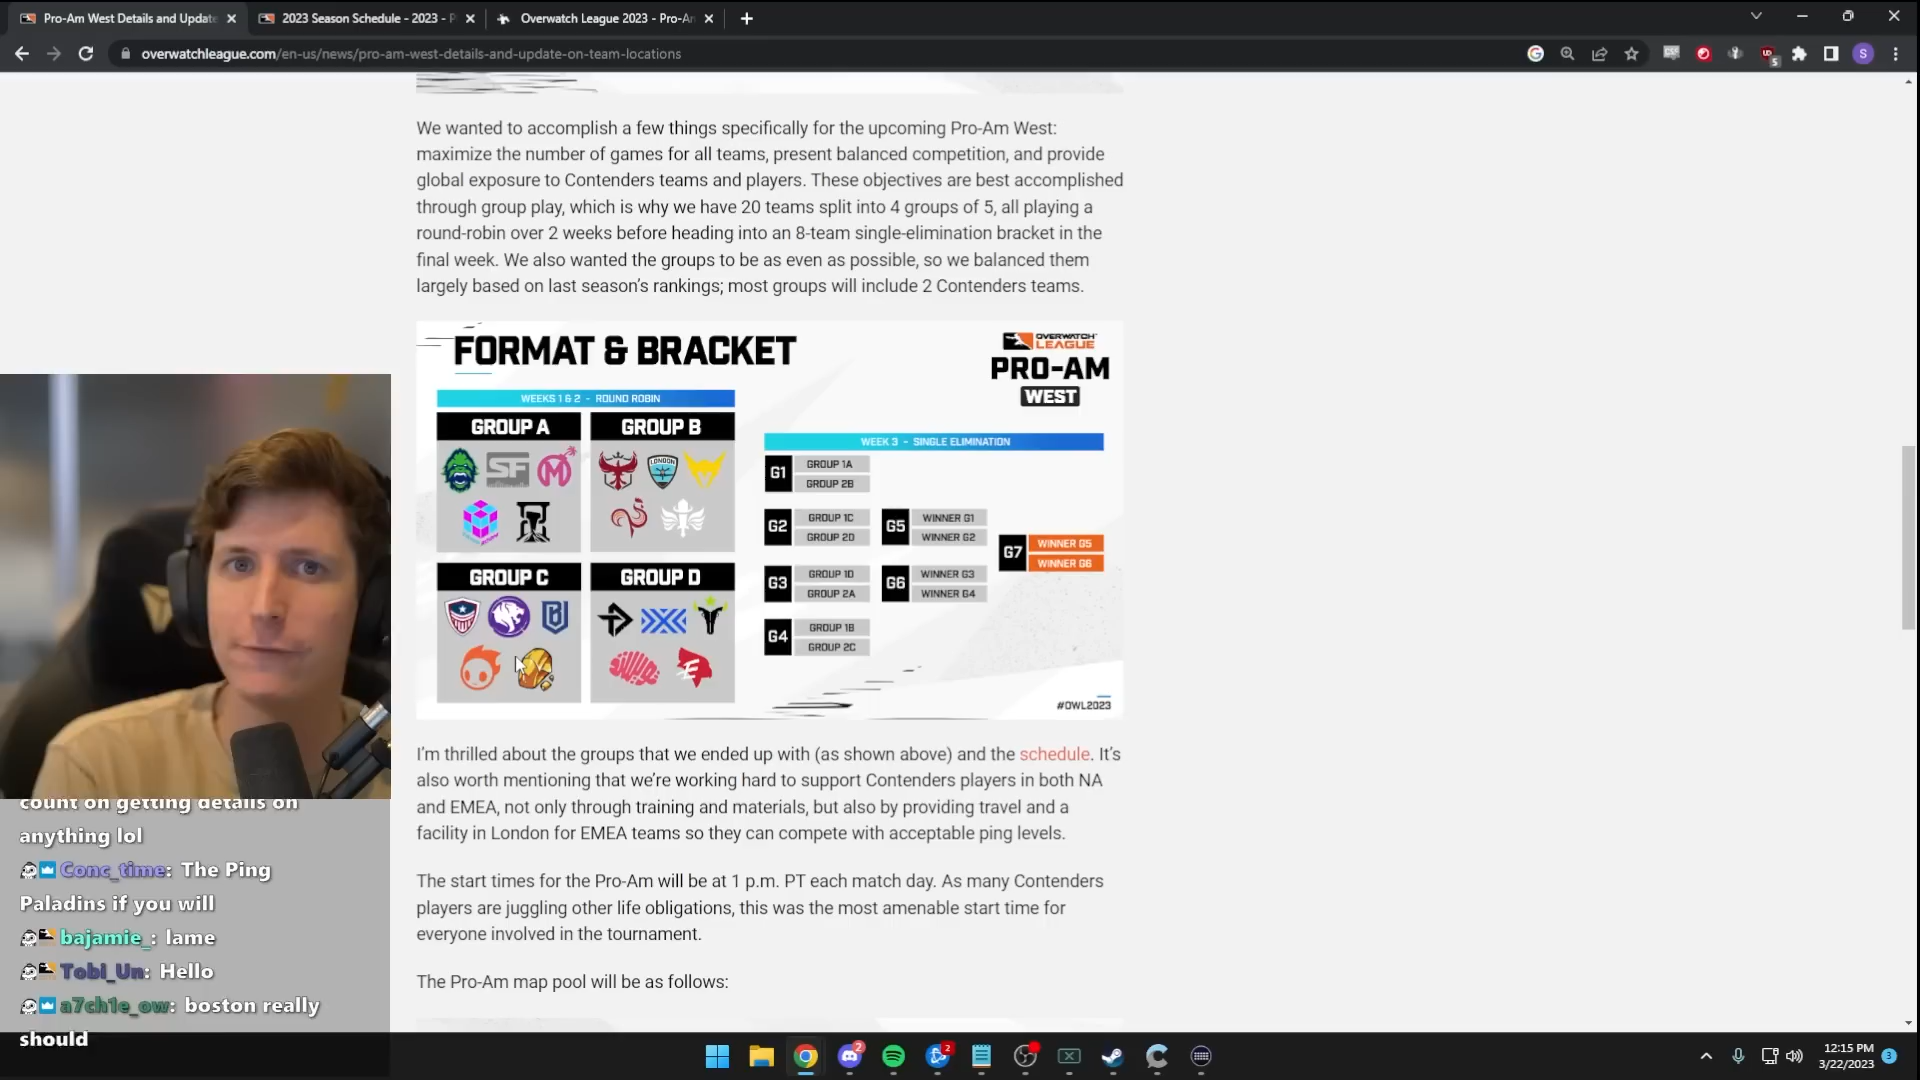 Pro-Am West Details and Update
2023 Season Schedule - 2023 - P
Overwatch League 2023 - Pro-Am
overwatchleague.com/en-us/news/pro-am-west-details-and-update-on-team-locations
S
5
We wanted to accomplish a few things specifically for the upcoming Pro-Am West:
maximize the number of games for all teams, present balanced competition, and provide
global exposure to Contenders teams and players. These objectives are best accomplished
through group play, which is why we have 20 teams split into 4 groups of 5, all playing a
round-robin over 2 weeks before heading into an 8-team single-elimination bracket in the
final week. We also wanted the groups to be as even as possible, so we balanced them
largely based on last season's rankings; most groups will include 2 Contenders teams.
FORMAT & BRACKET
OVERWATCH
LEAGUE
PRO-AM
WEST
WEEKS 1 & 2 - ROUND ROBIN
GROUP A
GROUP B
SF
M
LONDON
GROUP C
GROUP D
WEEK 3 - SINGLE ELIMINATION
G1
GROUP 1A
GROUP 2B
G2
GROUP 1C
GROUP 2D
G5
WINNER G1
WINNER G2
G7
WINNER G5
WINNER G6
G3
GROUP 1D
GROUP 2A
G6
WINNER G3
WINNER G4
G4
GROUP 1B
GROUP 2C
#OWL2023
I'm thrilled about the groups that we ended up with (as shown above) and the schedule. It's
also worth mentioning that we're working hard to support Contenders players in both NA
and EMEA, not only through training and materials, but also by providing travel and a
facility in London for EMEA teams so they can compete with acceptable ping levels.
The start times for the Pro-Am will be at 1 p.m. PT each match day. As many Contenders
players are juggling other life obligations, this was the most amenable start time for
everyone involved in the tournament.
The Pro-Am map pool will be as follows:
count on getting details on
anything lol
Conc_time: The Ping
Paladins if you will
bajamie_: lame
Tobi_Un: Hello
a7ch1e_ow: boston really
should
2
2
12:15 PM
3/22/2023
3